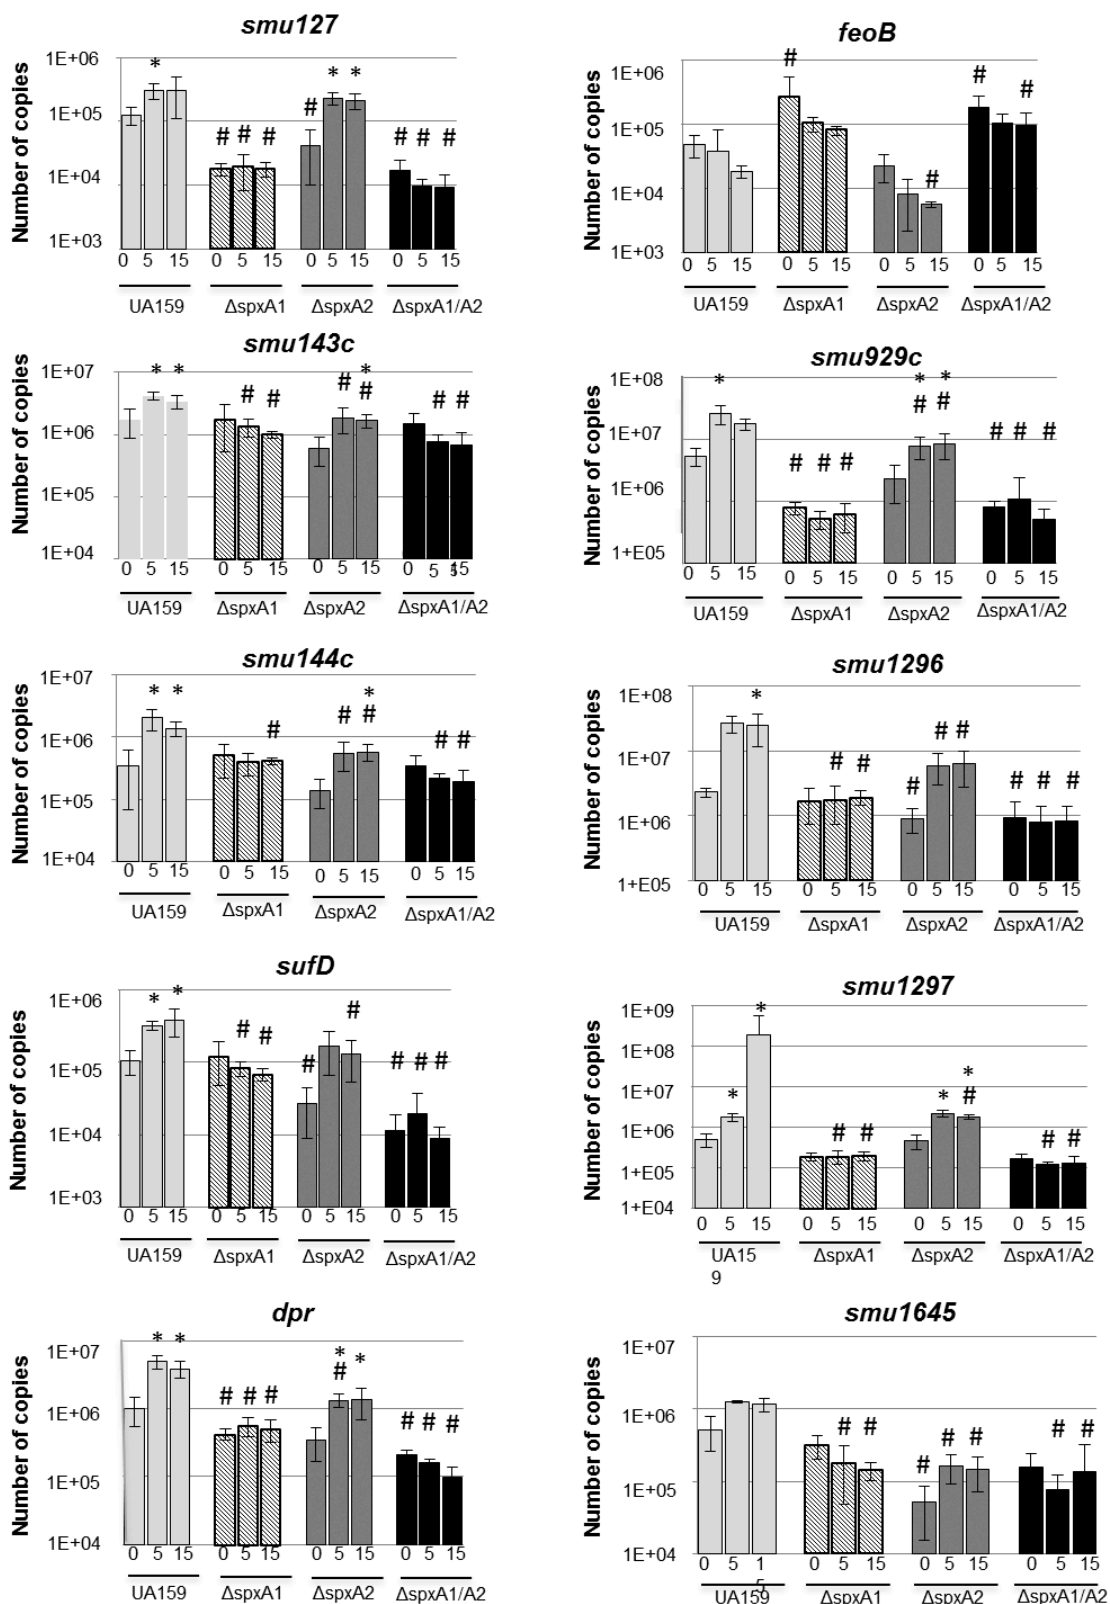 smu127
Number of copies
1E+06
1E+05
1E+04
1E+03
*
# # #
# * *
# # #
0 5 15 0 5 15 0 5 15 0 5 15
UA159 ΔspxA1 ΔspxA2 ΔspxA1/A2
feoB
Number of copies
1E+06
1E+05
1E+04
1E+03
#
#
# #
0 5 15 0 5 15 0 5 15 0 5 15
UA159 ΔspxA1 ΔspxA2 ΔspxA1/A2
smu143c
Number of copies
1E+07
1E+06
1E+05
1E+04
* * *
# # # # # #
0 5 15 0 5 15 0 5 15 0 5
UA159 ΔspxA1 ΔspxA2 ΔspxA1/A2
smu929c
Number of copies
1E+08
1E+07
1E+06
1+E05
* * *
# #
# # # # # #
0 5 15 0 5 15 0 5 15 0 5 15
UA159 ΔspxA1 ΔspxA2 ΔspxA1/A2
smu144c
Number of copies
1E+07
1E+06
1E+05
1E+04
* * *
# # # # #
0 5 15 0 5 15 0 5 15 0 5 15
UA159 ΔspxA1 ΔspxA2 ΔspxA1/A2
smu1296
Number of copies
1E+08
1E+07
1E+06
1+E05
*
# # # # # # # #
0 5 15 0 5 15 0 5 15 0 5 15
UA159 ΔspxA1 ΔspxA2 ΔspxA1/A2
sufD
Number of copies
1E+06
1E+05
1E+04
1E+03
* *
# # # # # # #
0 5 15 0 5 15 0 5 15 0 5 15
UA159 ΔspxA1 ΔspxA2 ΔspxA1/A2
smu1297
Number of copies
1E+09
1E+08
1E+07
1E+06
1+E05
1+E04
* * * *
# # # # #
0 5 15 0 5 15 0 5 15 0 5 15
UA15 ΔspxA1 ΔspxA2 ΔspxA1/A2
9
dpr
Number of copies
1E+07
1E+06
1E+05
1E+04
* * * *
# # # # # # #
0 5 15 0 5 15 0 5 15 0 5 15
UA159 ΔspxA1 ΔspxA2 ΔspxA1/A2
smu1645
Number of copies
1E+06
1E+05
1E+04
# # # # # # #
0 5 1 0 5 15 0 5 15 0 5 15
5
UA159 ΔspxA1 ΔspxA2 ΔspxA1/A2